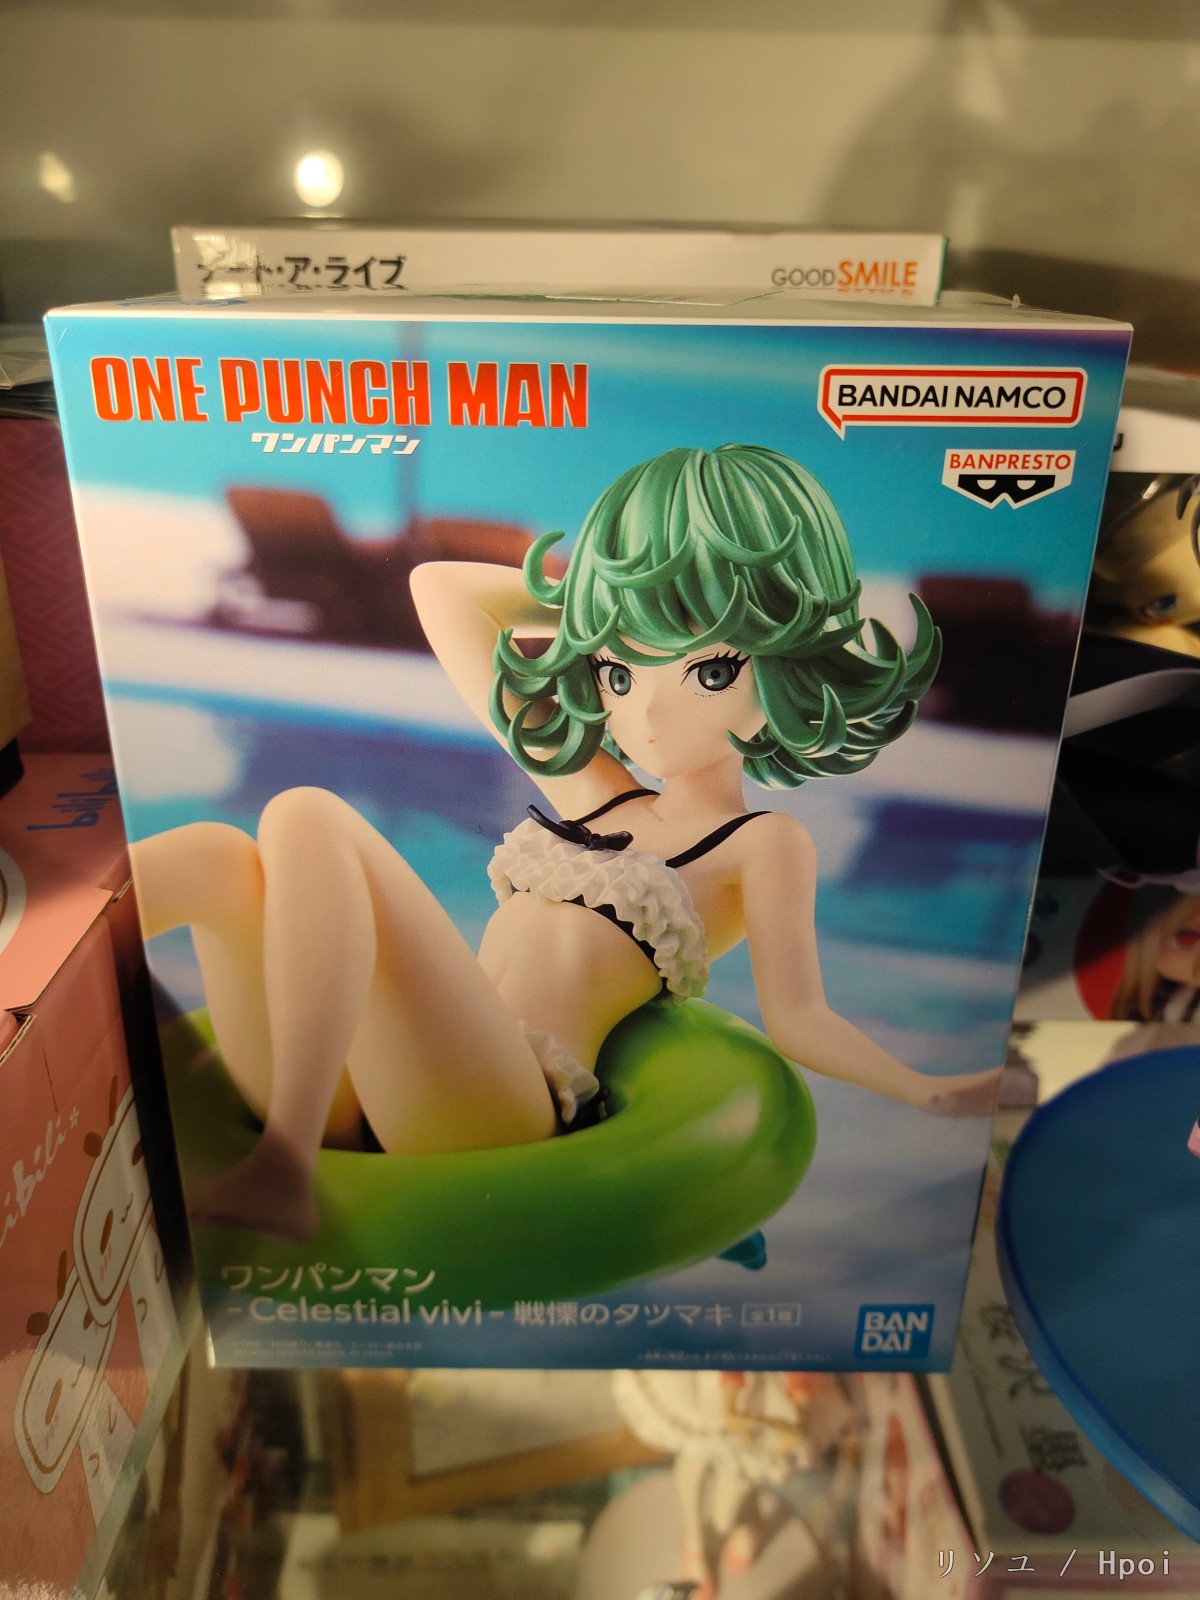 デート・ア・ライブ
GOODSMILE
ONE PUNCH MAN
ワンパンマン
BANDAI NAMCO
BANPRESTO
bilibili
ワンパンマン
-Celestial vivi- 戦慄のタツマキ 全1種
BAN
DAI
リソユ / Hpoi